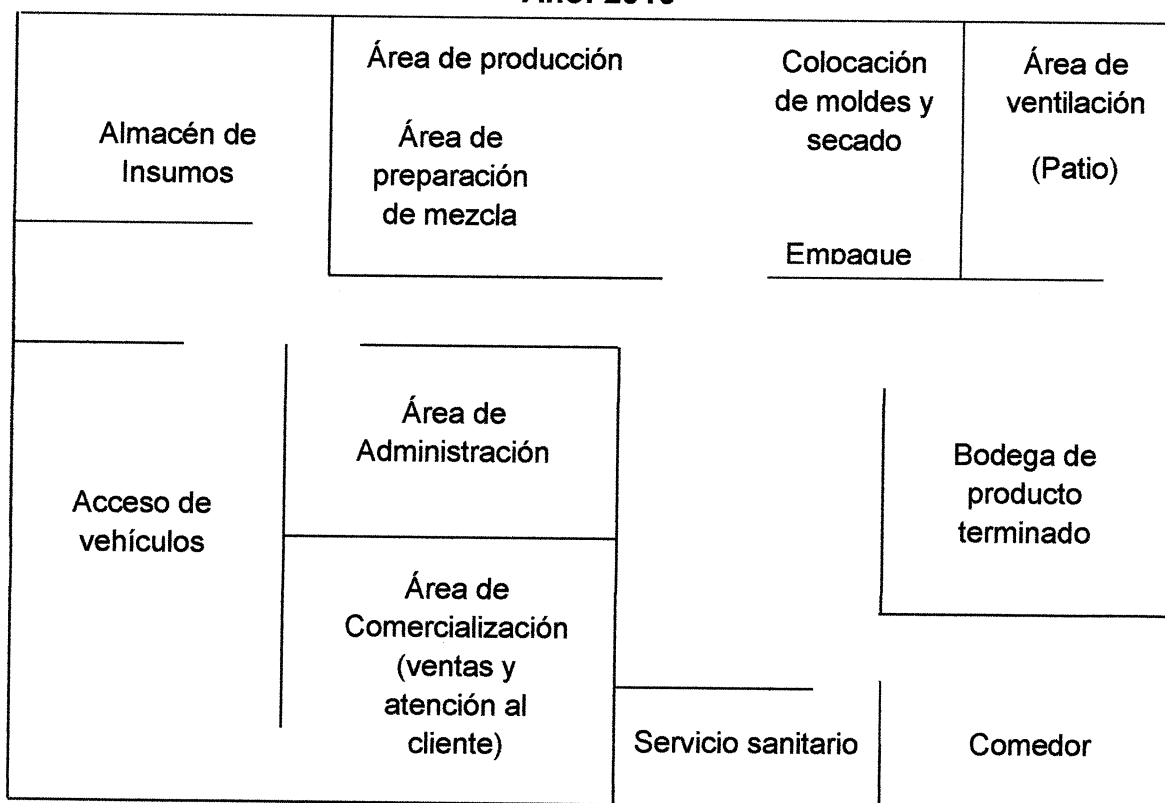 Almacén de
Insumos
Área de producción
Área de
preparación
de mezcla
Colocación
de moldes y
secado
Empaque
Área de
ventilación
(Patio)
Acceso de
vehículos
Área de
Administración
Área de
Comercialización
(ventas y
atención al
cliente)
Bodega de
producto
terminado
Servicio sanitario
Comedor